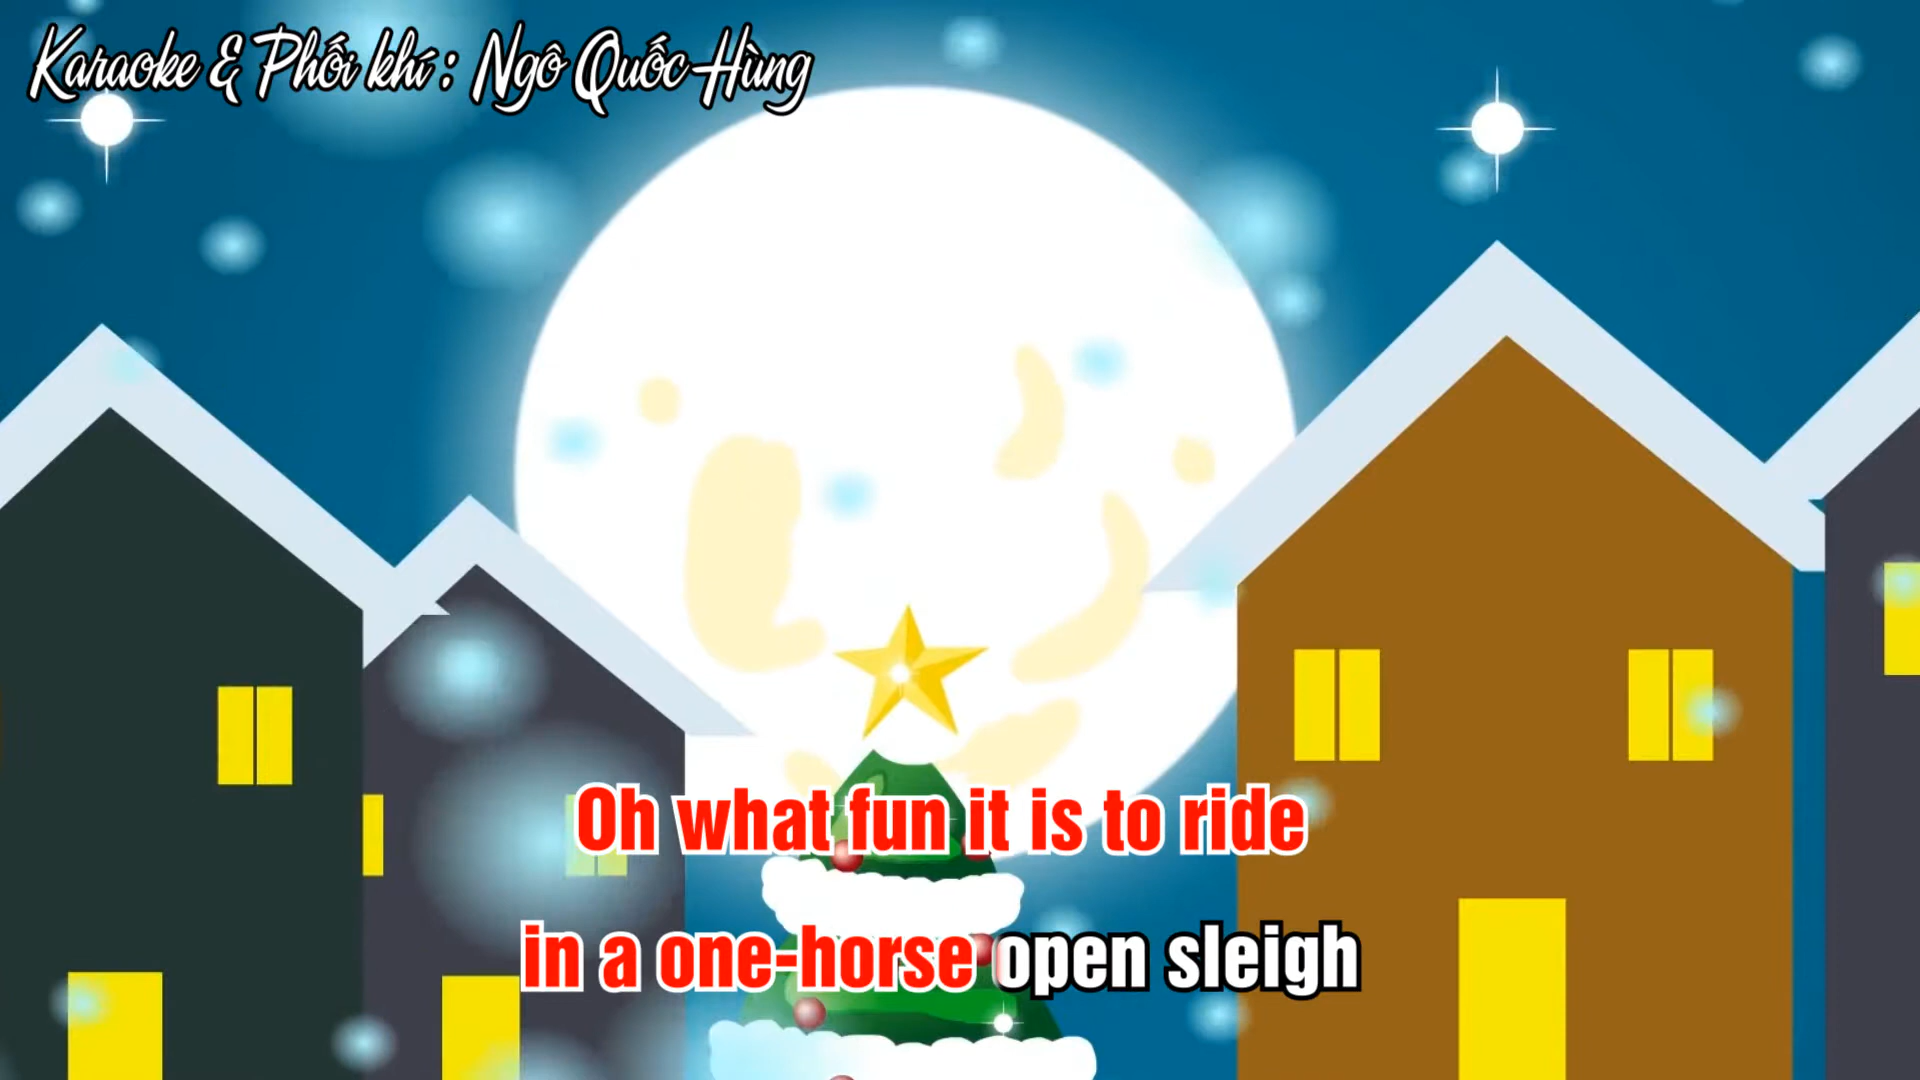 Karaoke & Phối khí : Ngô Quốc Hùng
Oh what fun it is to ride
in a one-horse open sleigh